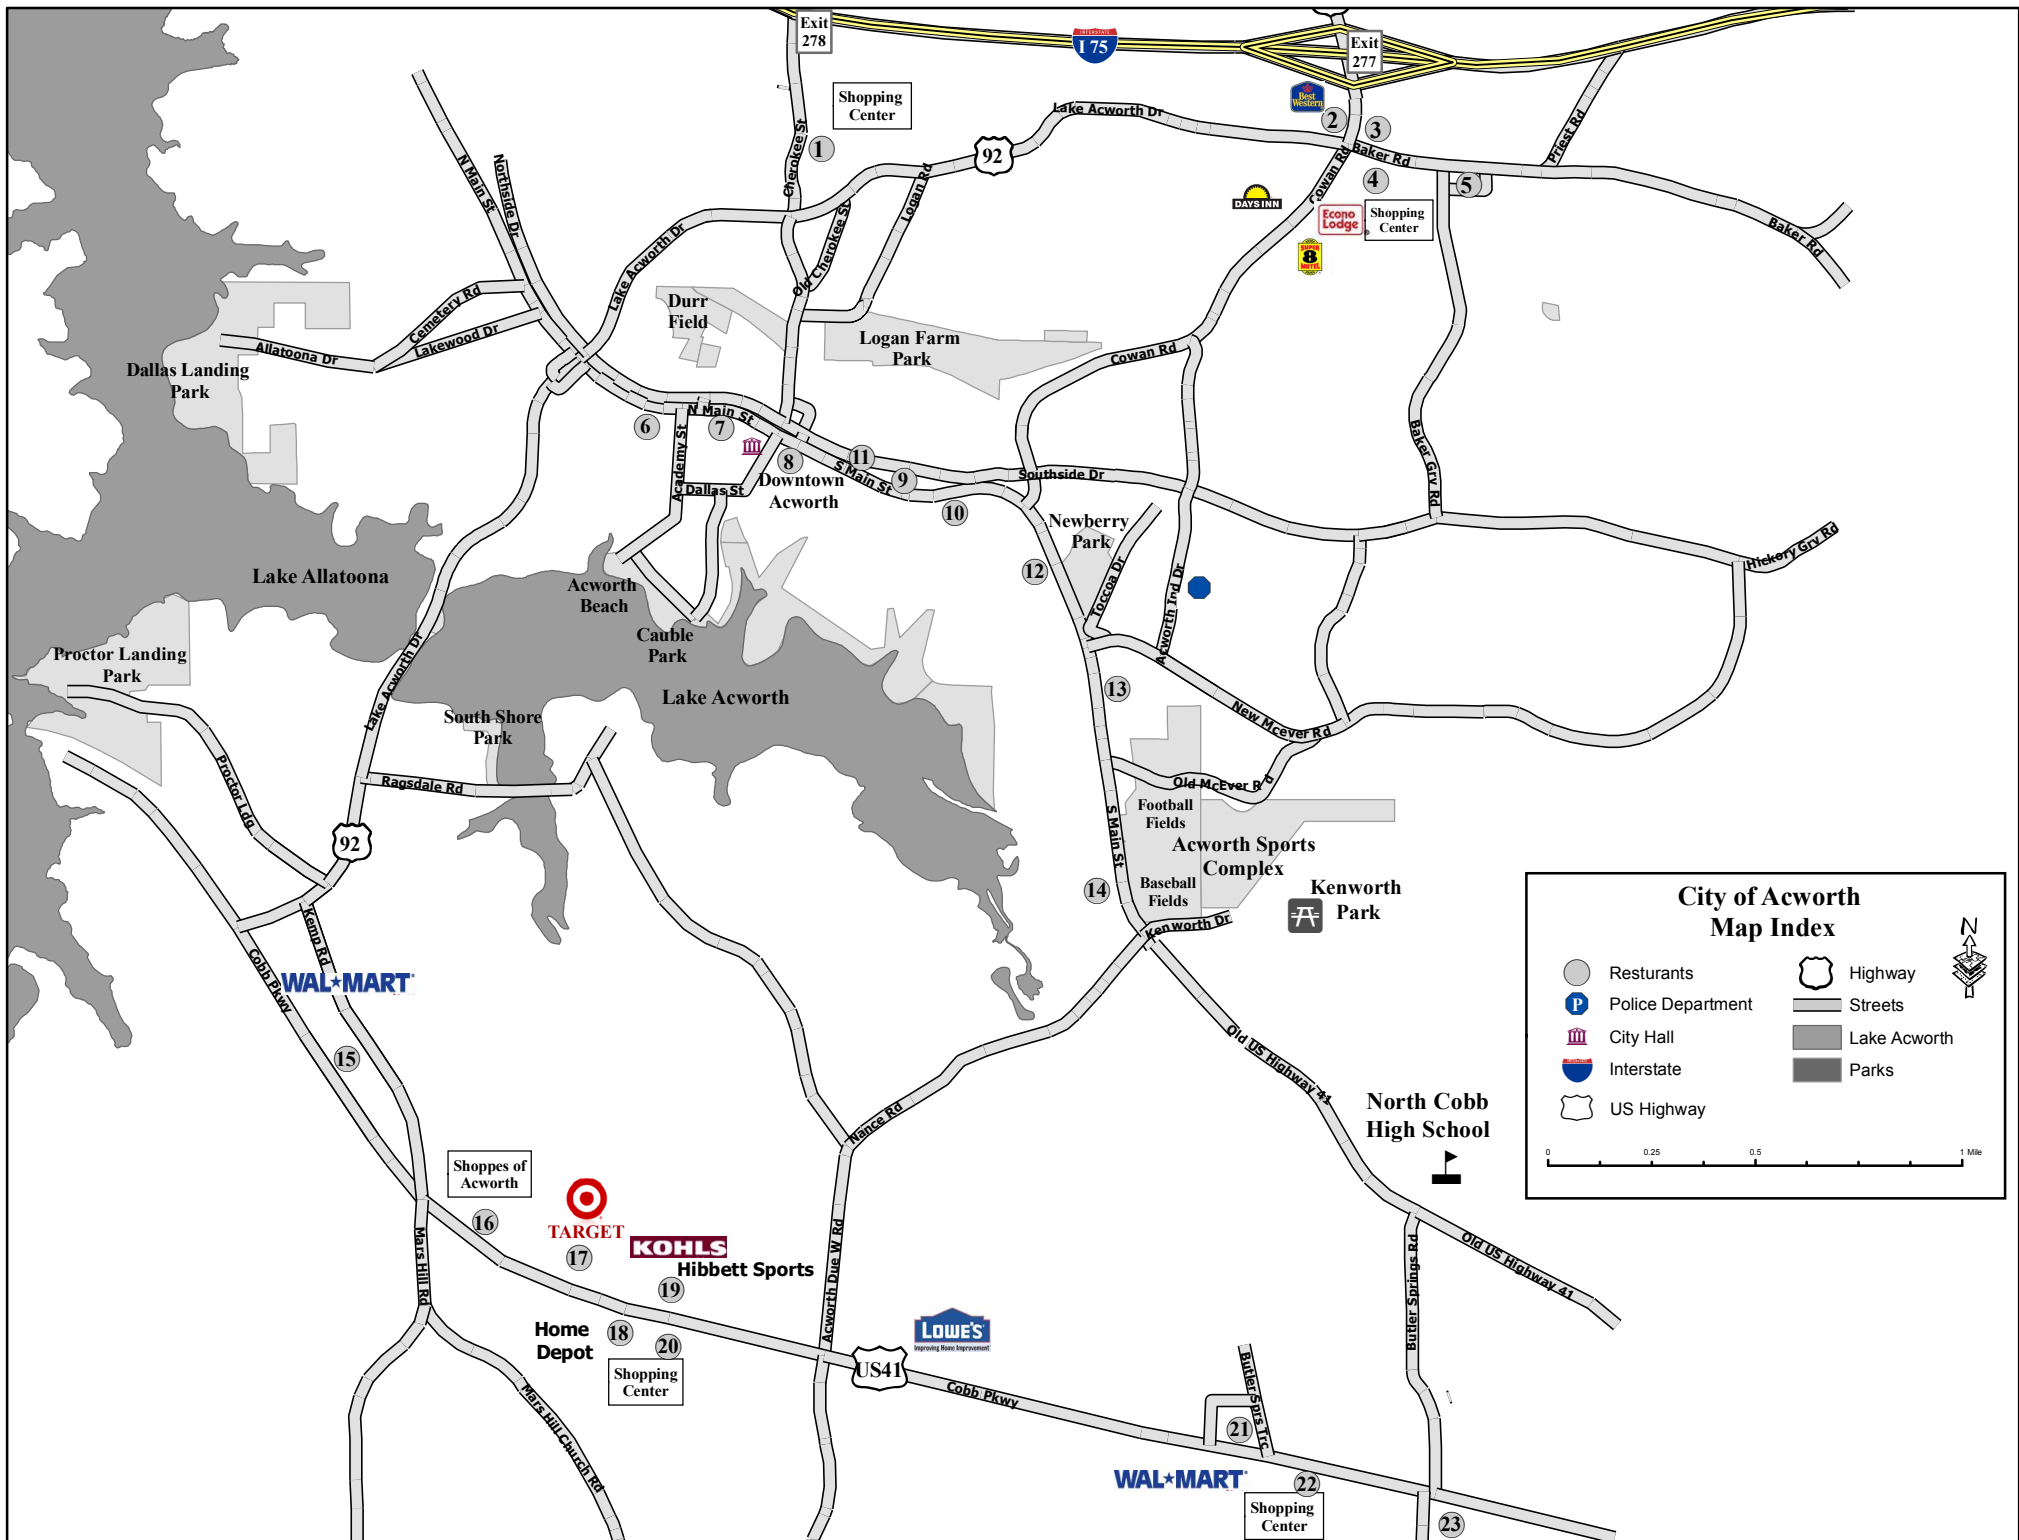 Exit
278
INTERSTATE
I 75
Exit
277
Shopping
Center
Best
Western
1
2
3
4
5
Cherokee St
Lake Acworth Dr
92
Baker Rd
Cowan Rd
Priest Rd
Baker Rd
DAYS INN
Econo
Lodge
Shopping
Center
SUPER
8
MOTEL
N Main St
Northside Dr
Lake Acworth Dr
Old Cherokee St
Logan Rd
Cemetery Rd
Lakewood Dr
Allatoona Dr
Dallas Landing
Park
Durr
Field
Logan Farm
Park
Cowan Rd
Baker Grv Rd
6
N Main St
7
Academy St
Dallas St
8
Downtown
Acworth
11
S Main St
9
10
Southside Dr
Hickory Grv Rd
Newberry
Park
12
Toccoa Dr
Acworth Ind Dr
Lake Allatoona
Acworth
Beach
Cauble
Park
Lake Acworth
Proctor Landing
Park
Lake Acworth Dr
South Shore
Park
Ragsdale Rd
Proctor Ldg
92
13
New Mcever Rd
Old McEver Rd
Football
Fields
S Main St
Acworth Sports
Complex
Baseball
Fields
14
Kenworth
Park
Kenworth Dr
Kemp Rd
Cobb Pkwy
WAL★MART
15
Old US Highway 41
North Cobb
High School
Nance Rd
Shoppes of
Acworth
16
TARGET
17
KOHLS
Hibbett Sports
19
Home
Depot
18
20
Shopping
Center
Mars Hill Rd
Mars Hill Church Rd
Acworth Due W Rd
LOWE'S
Improving Home Improvement
US41
Cobb Pkwy
Butler Sprs Trc
21
WAL★MART
22
Shopping
Center
Butler Springs Rd
Old US Highway 41
23
City of Acworth
Map Index
N
Resturants
P
Police Department
City Hall
INTERSTATE
Interstate
US Highway
Highway
Streets
Lake Acworth
Parks
0 0.25 0.5 1 Mile